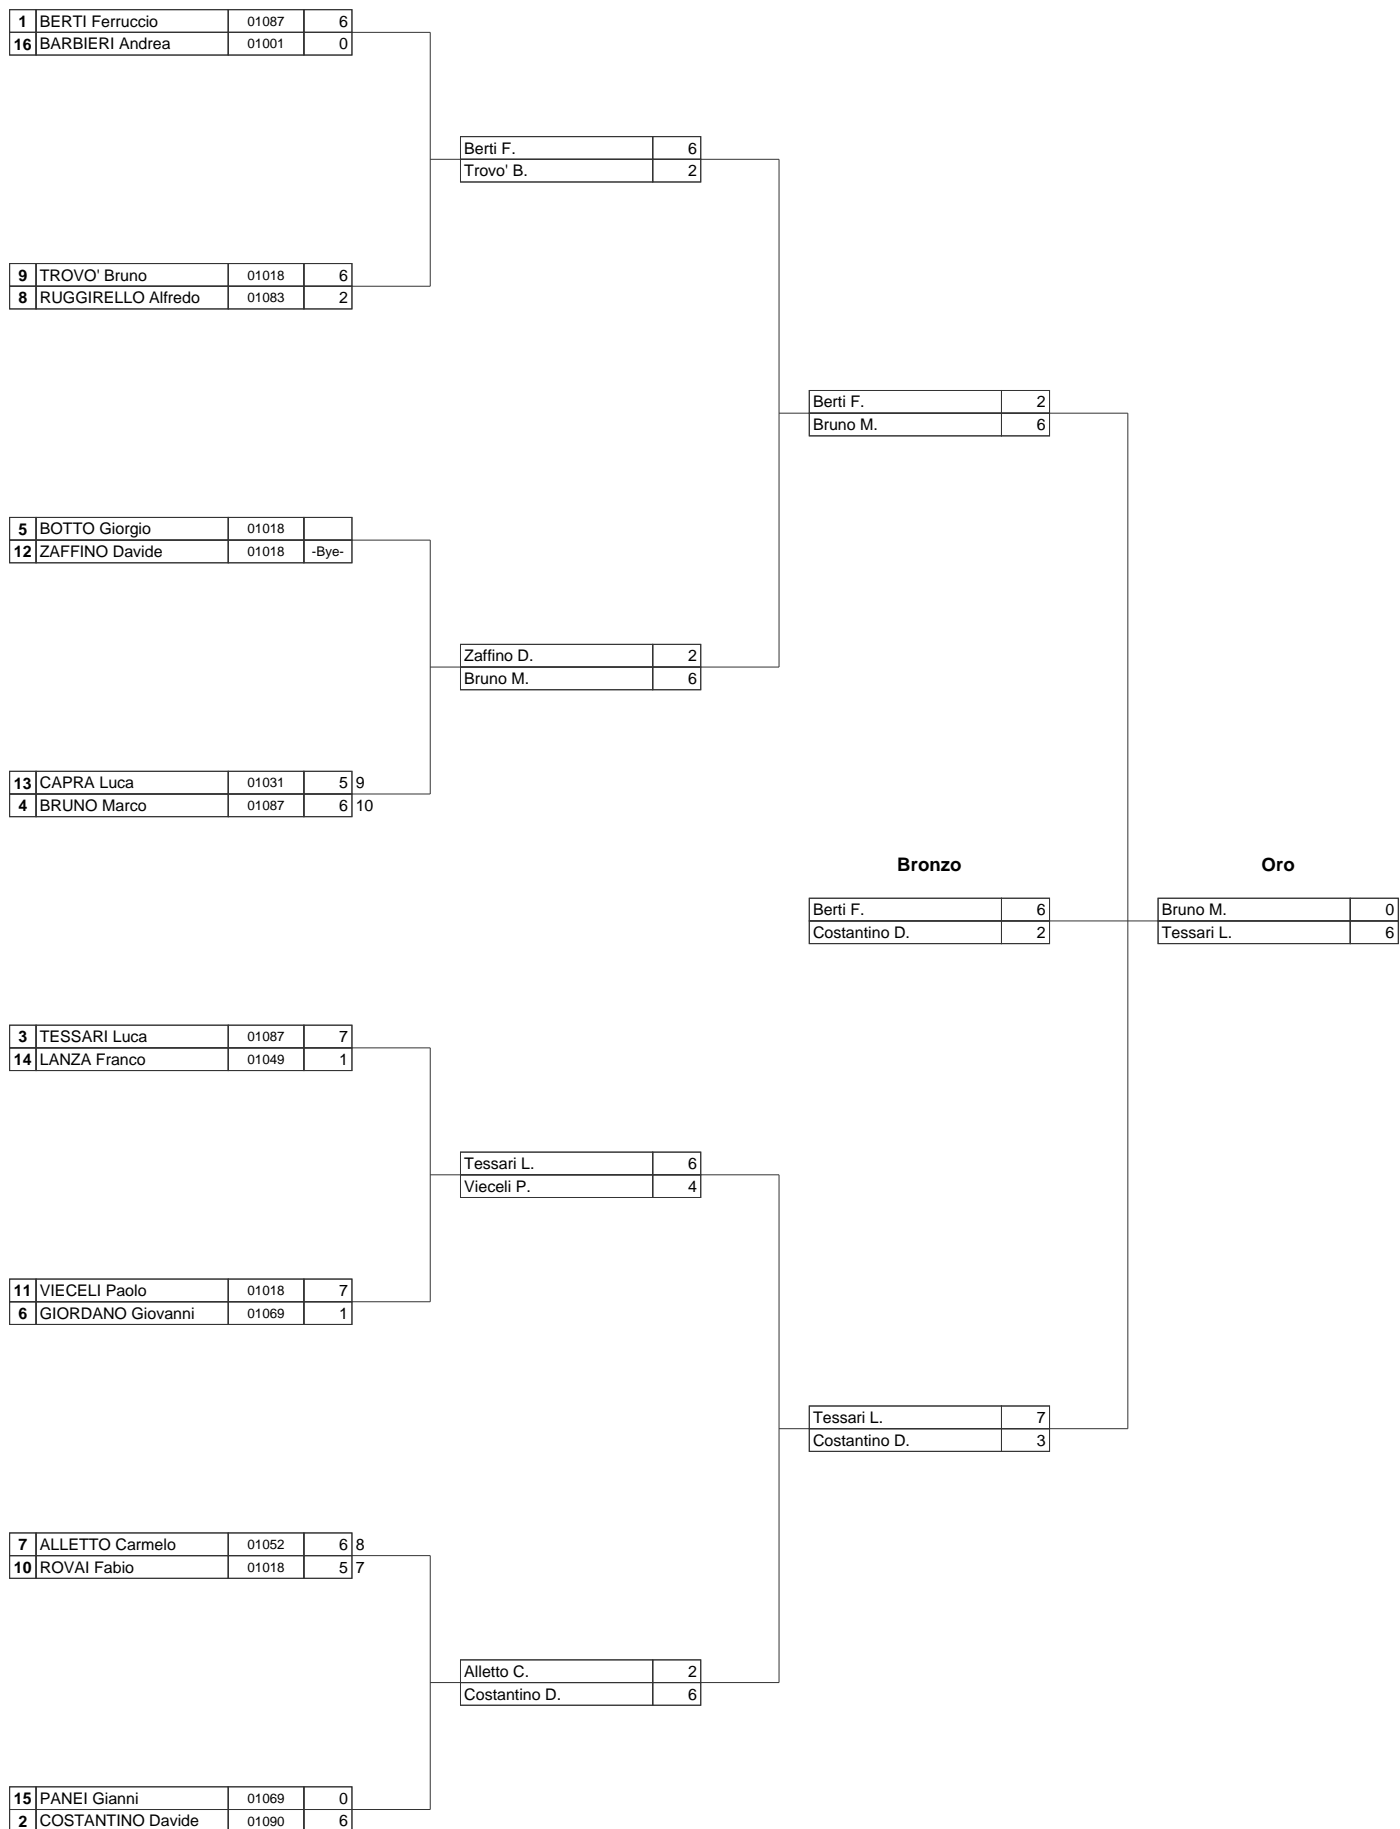 1 BERTI Ferruccio 01087 6
16 BARBIERI Andrea 01001 0
Berti F. 6
Trovo' B. 2
9 TROVO' Bruno 01018 6
8 RUGGIRELLO Alfredo 01083 2
Berti F. 2
Bruno M. 6
5 BOTTO Giorgio 01018
12 ZAFFINO Davide 01018 -Bye-
Zaffino D. 2
Bruno M. 6
13 CAPRA Luca 01031 5 9
4 BRUNO Marco 01087 6 10
Bronzo Oro
Berti F. 6 Bruno M. 0
Costantino D. 2 Tessari L. 6
3 TESSARI Luca 01087 7
14 LANZA Franco 01049 1
Tessari L. 6
Vieceli P. 4
11 VIECELI Paolo 01018 7
6 GIORDANO Giovanni 01069 1
Tessari L. 7
Costantino D. 3
7 ALLETTO Carmelo 01052 6 8
10 ROVAI Fabio 01018 5 7
Alletto C. 2
Costantino D. 6
15 PANEI Gianni 01069 0
2 COSTANTINO Davide 01090 6